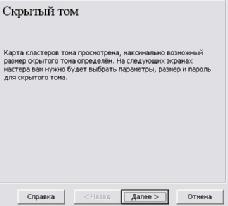 Скрытый том
Карта кластеров тома просмотрена, максимально возможный
размер скрытого тома определён. На следующих экранах
мастера вам нужно будет выбрать параметры, размер и пароль
для скрытого тома.
Справка
< Назад
Далее >
Отмена